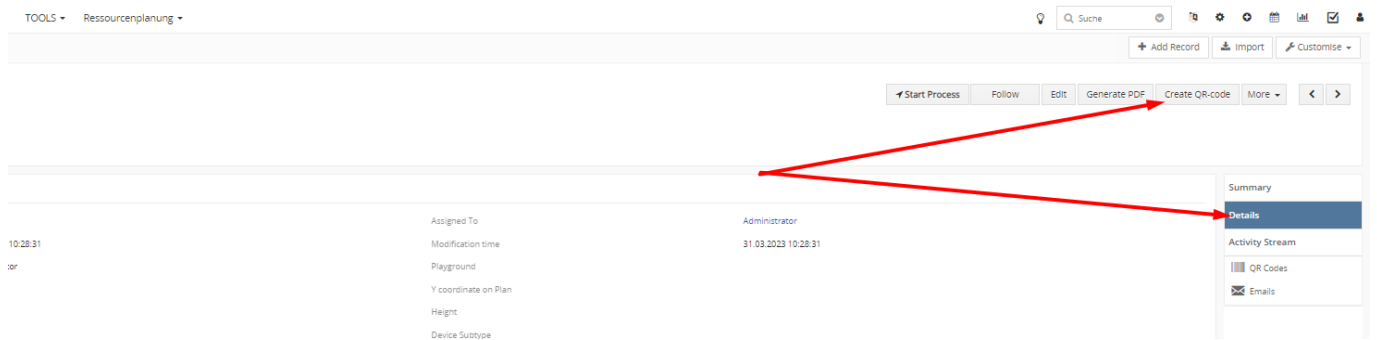 TOOLS Ressourcenplanung Suche
Add Record Import Customise
Start Process Follow Edit Generate PDF Create QR-code More
Summary
Assigned To Administrator Details
10:28:31 Modification time 31.03.2023 10:28:31 Activity Stream
tor Playground QR Codes
Y coordinate on Plan Emails
Height
Device Subtype